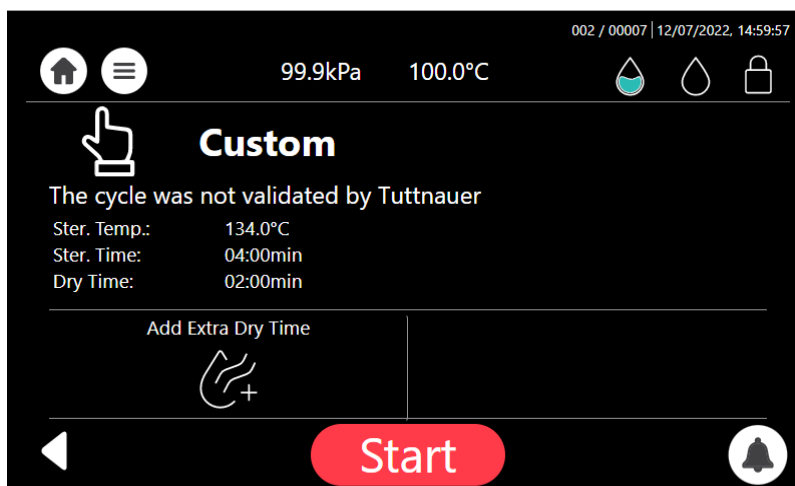 002 / 00007 | 12/07/2022, 14:59:57
99.9kPa 100.0°C
Custom
The cycle was not validated by Tuttnauer
Ster. Temp.: 134.0°C
Ster. Time: 04:00min
Dry Time: 02:00min
Add Extra Dry Time
Start